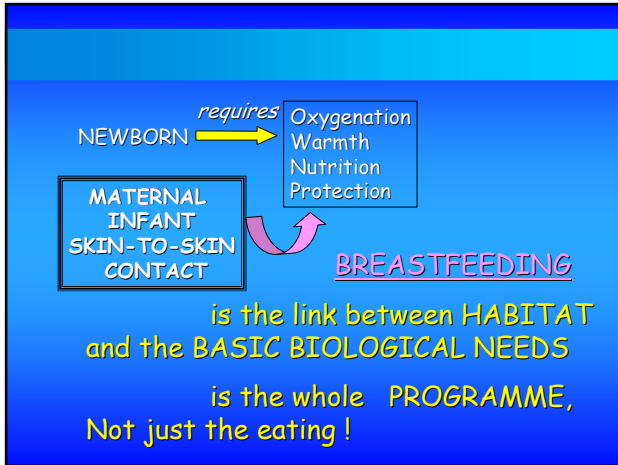 requires
NEWBORN
Oxygenation
Warmth
Nutrition
Protection
MATERNAL
INFANT
SKIN-TO-SKIN
CONTACT
BREASTFEEDING
is the link between HABITAT
and the BASIC BIOLOGICAL NEEDS
is the whole PROGRAMME,
Not just the eating !